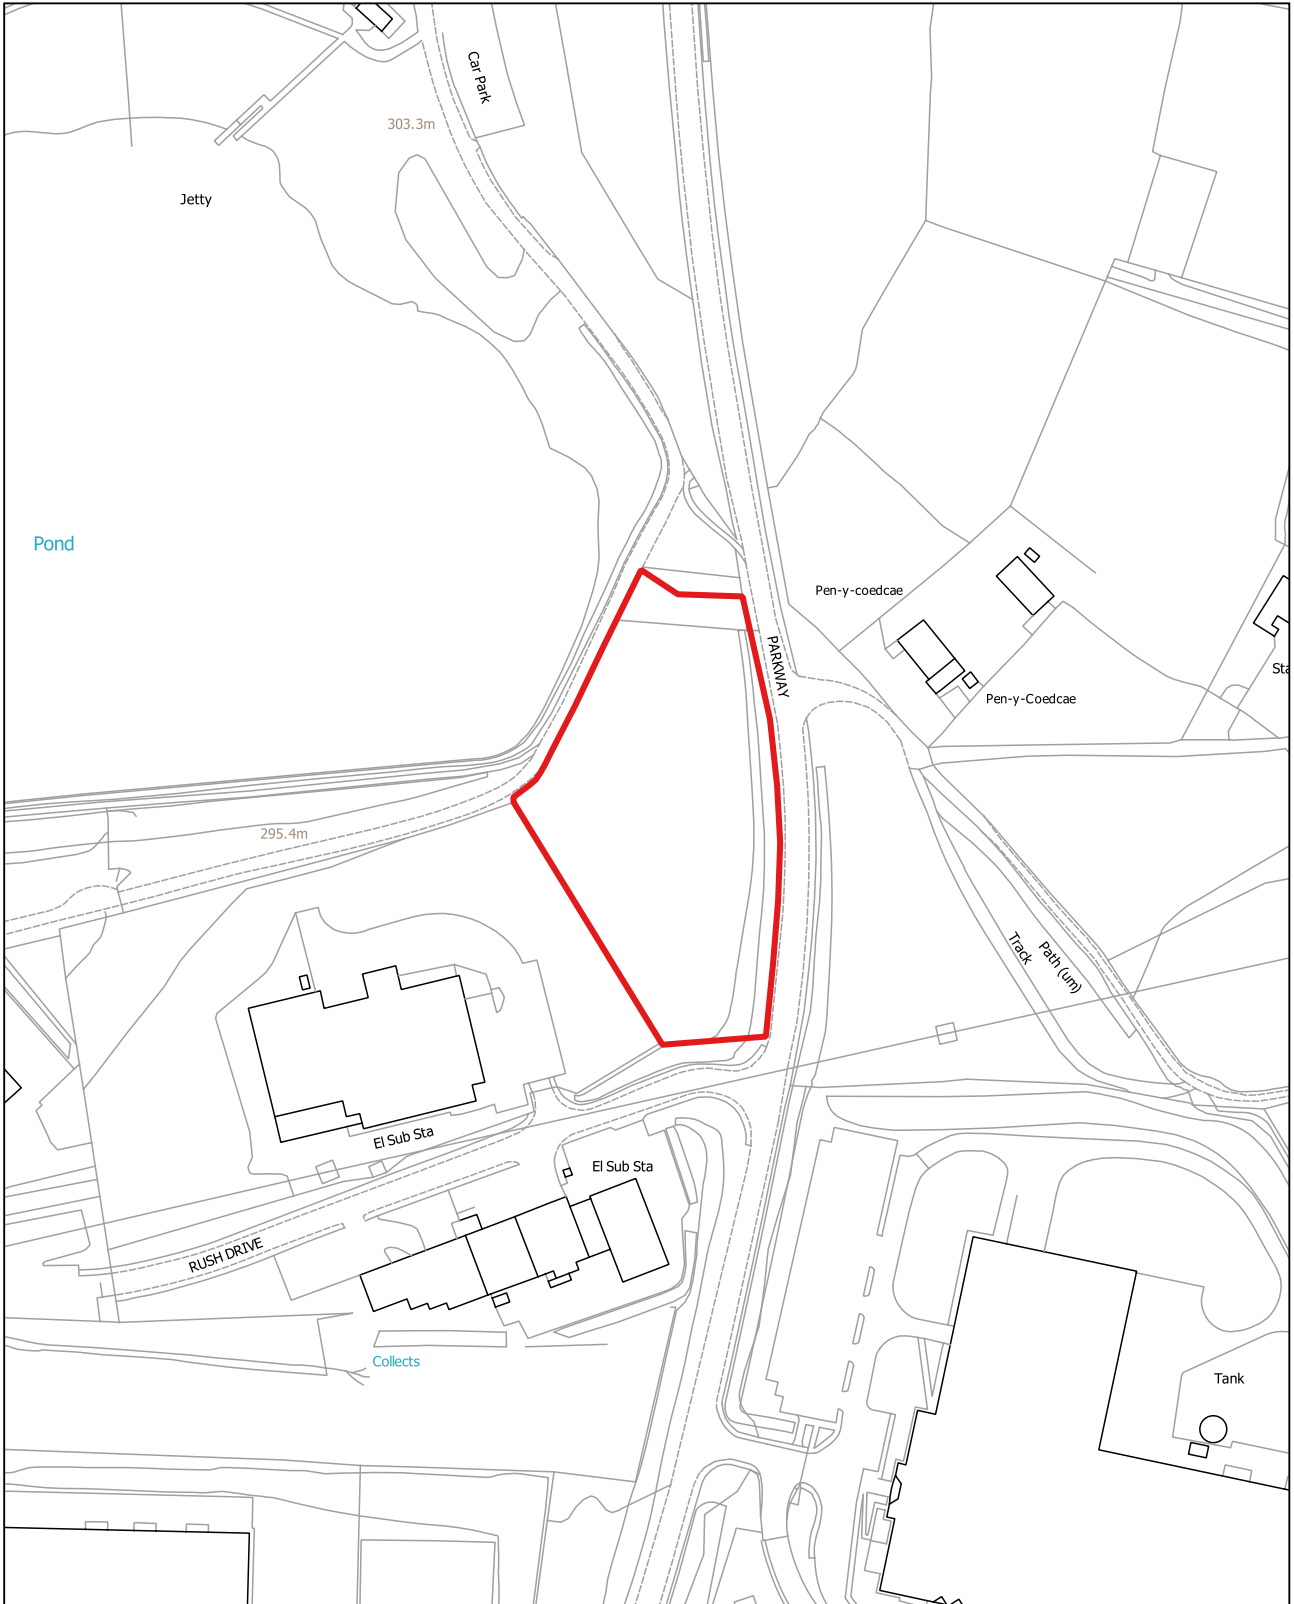 Car Park
303.3m
Jetty
Pond
Pen-y-coedcae
PARKWAY
Sta
Pen-y-Coedcae
295.4m
Track
Path (um)
El Sub Sta
El Sub Sta
RUSH DRIVE
Collects
Tank